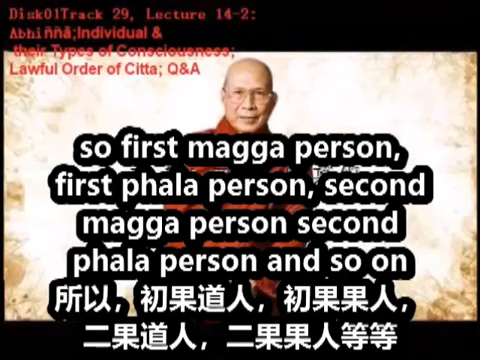 Disk01Track 29, Lecture 14-2:
Abhiññā;Individual &
their Types of Consciousness;
Lawful Order of Citta; Q&A
so first magga person,
first phala person, second
magga person second
phala person and so on
所以，初果道人，初果果人，
二果道人，二果果人等等